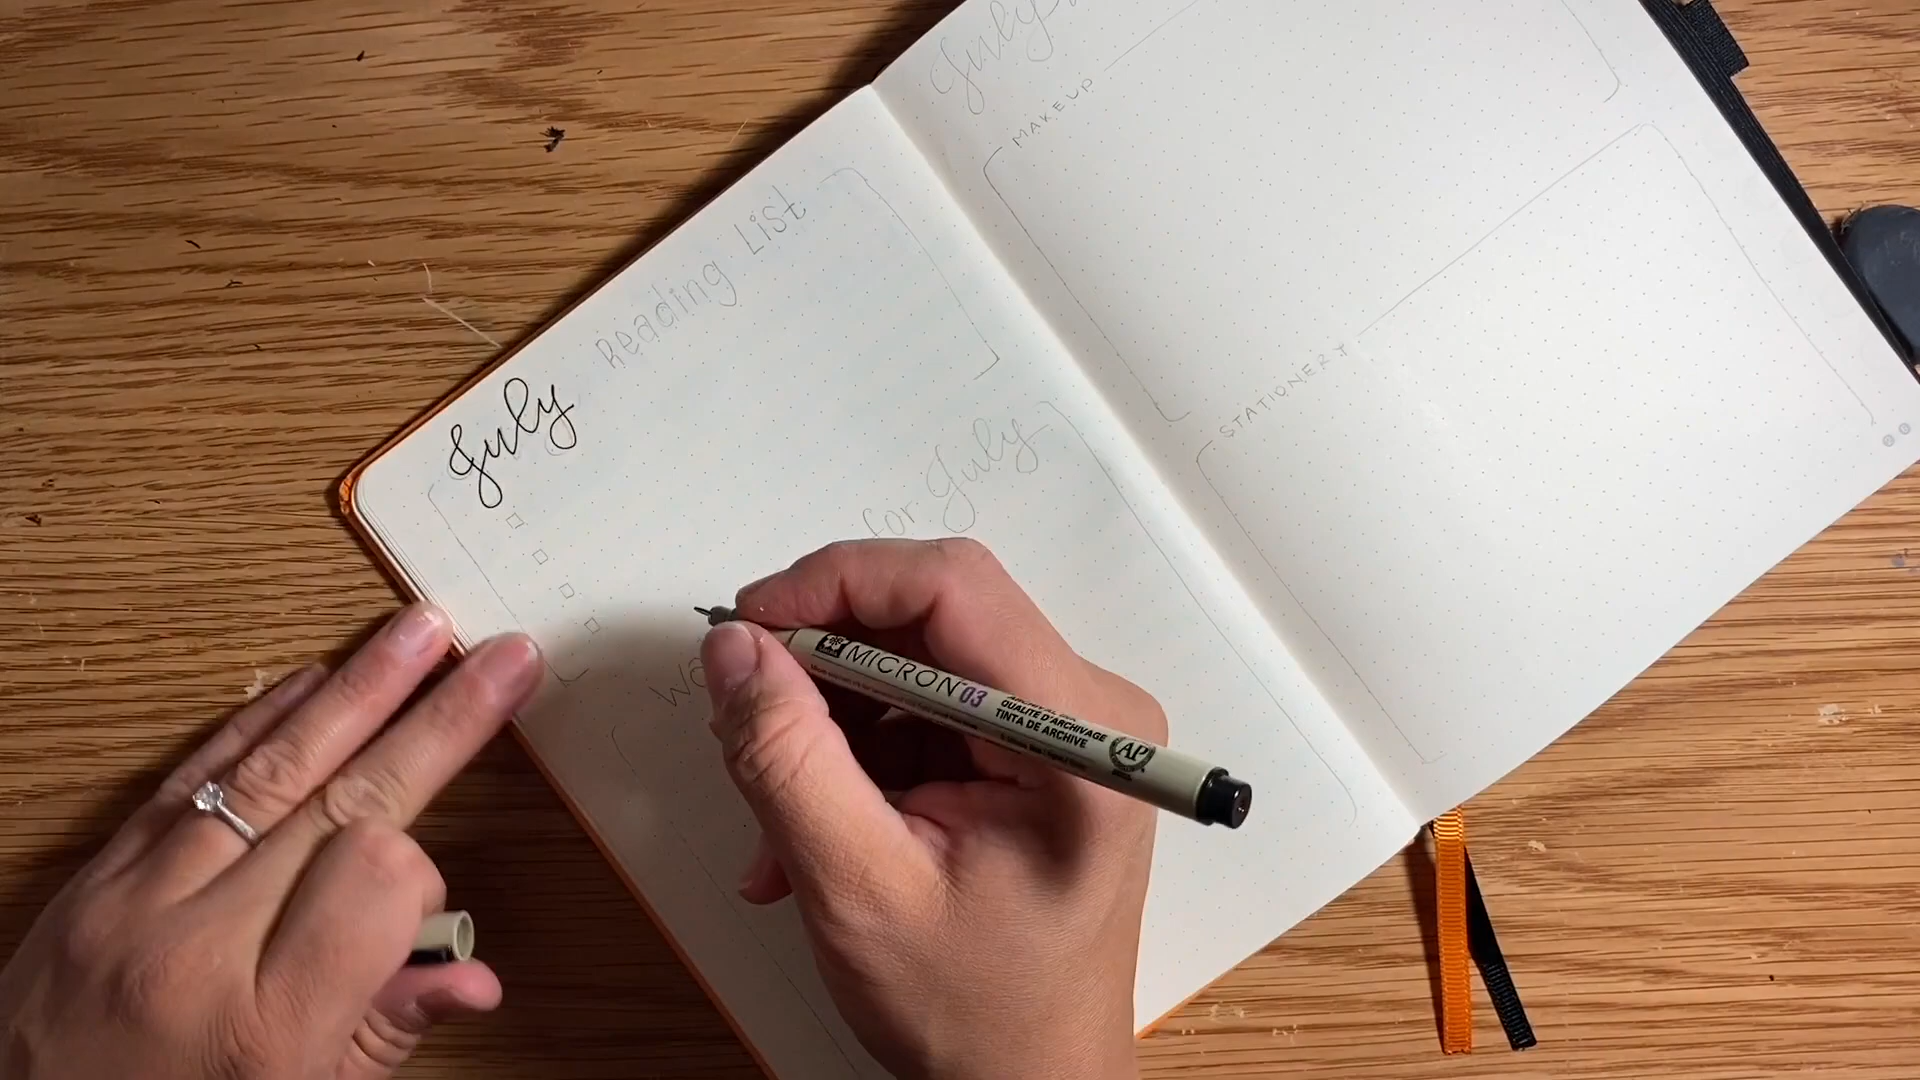 July Reading List
for July
July
MAKEUP
STATIONERY
MICRON 03
QUALITÉ D'ARCHIVAGE
TINTA DE ARCHIVE
AP